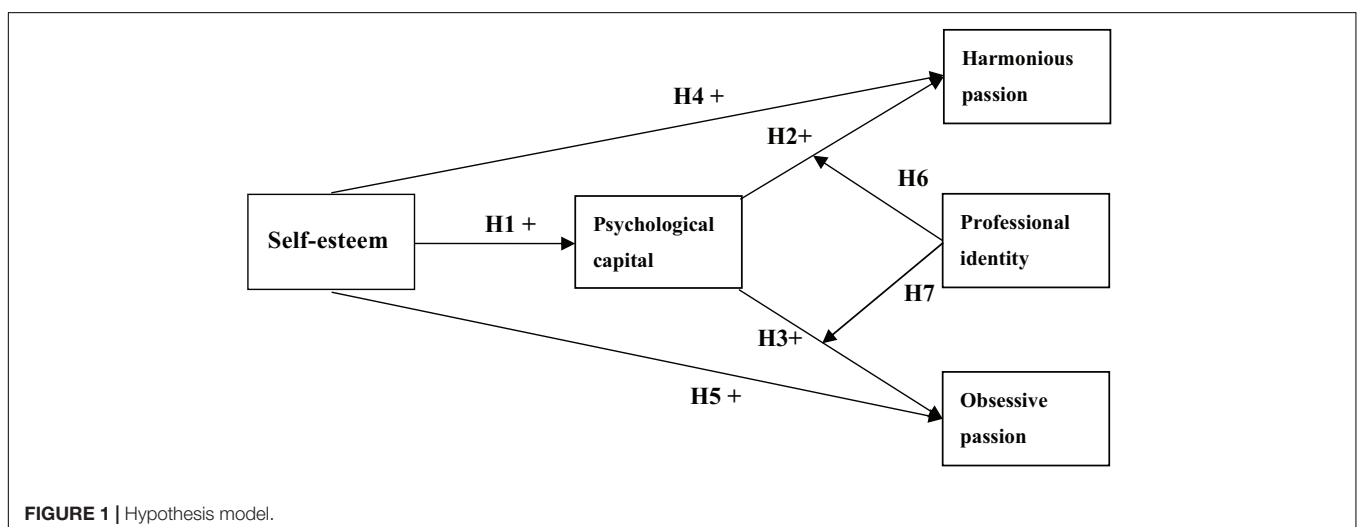 Harmonious
passion
H4 +
H2+
H6
Self-esteem
H1 +
Psychological
capital
Professional
identity
H7
H3+
H5 +
Obsessive
passion
FIGURE 1 | Hypothesis model.